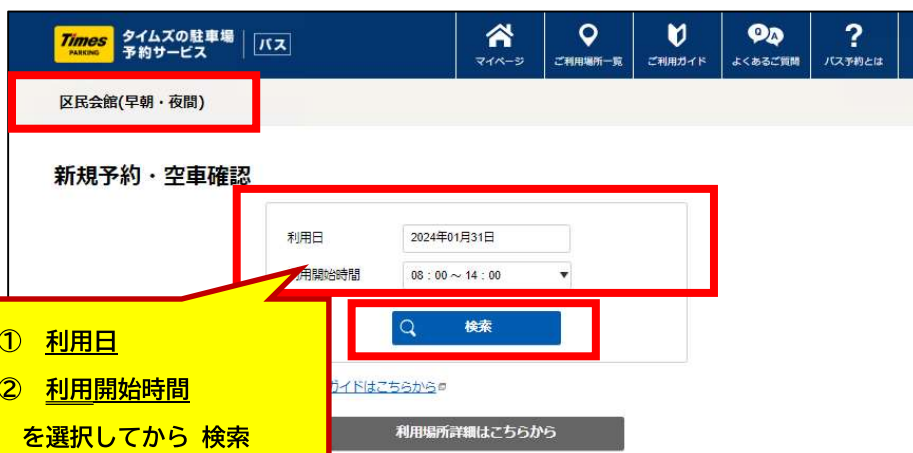 Times
PARKING
タイムズの駐車場
予約サービス
バス
マイページ
ご利用場所一覧
ご利用ガイド
よくあるご質問
バス予約とは
区民会館(早朝・夜間)
新規予約・空車確認
利用日
2024年01月31日
用開始時間
08：00～14：00
検索
① 利用日
② 利用開始時間
を選択してから 検索
ガイドはこちらから
利用場所詳細はこちらから